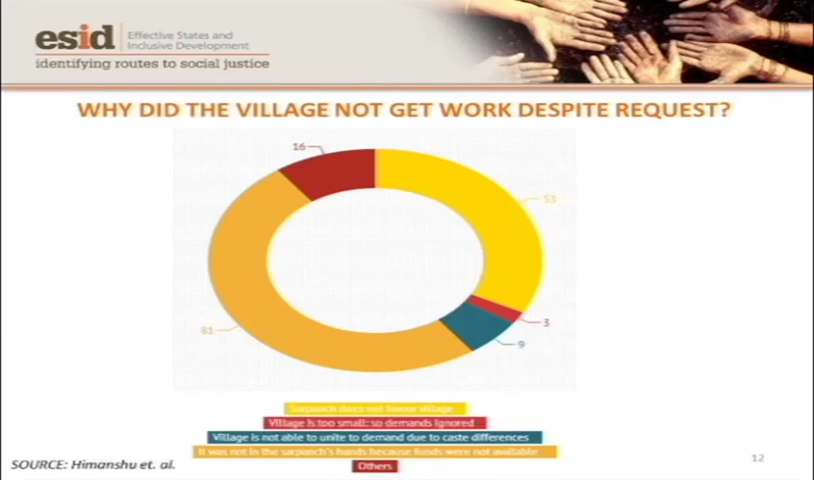 esid
Effective States and
Inclusive Development
identifying routes to social justice
WHY DID THE VILLAGE NOT GET WORK DESPITE REQUEST?
16
53
81
3
9
Sarpanch does not favour village
Village is too small: so demands ignored
Village is not able to unite to demand due to caste differences
It was not in the sarpanch's hands because funds were not available
Others
SOURCE: Himanshu et. al.
12